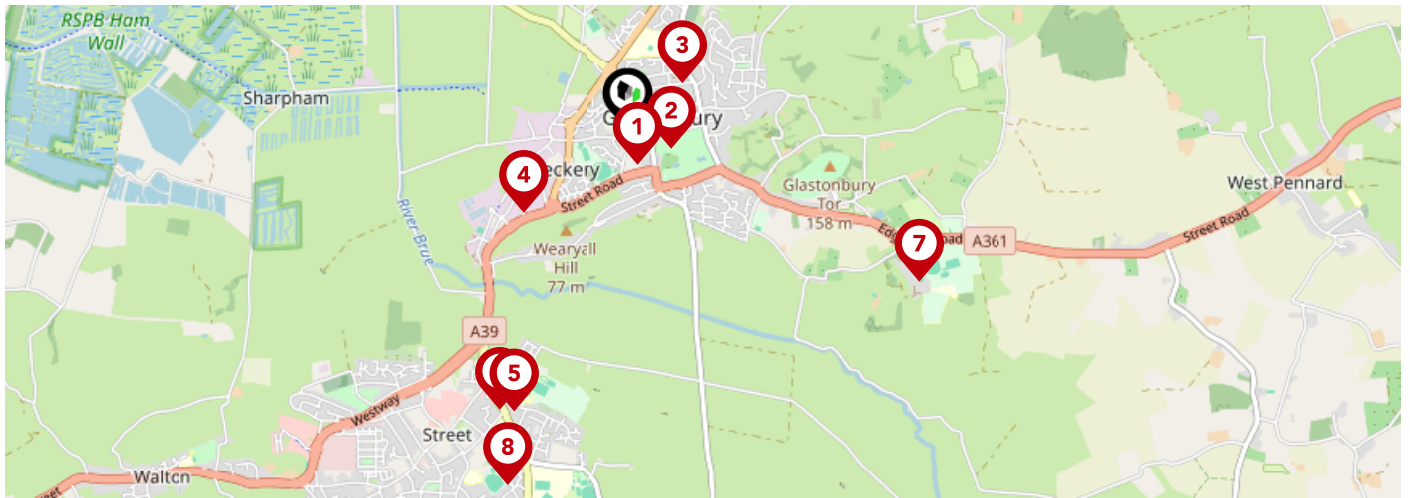 RSPB Ham
Wall
3
Sharpham
2
1
ury
4
eckery
Street Road
Glastonbury
Tor
158 m
West Pennard
River Brue
Street Road
7
oad
A361
Wearyall
Hill
77 m
A39
5
Westway
Street
8
Walton